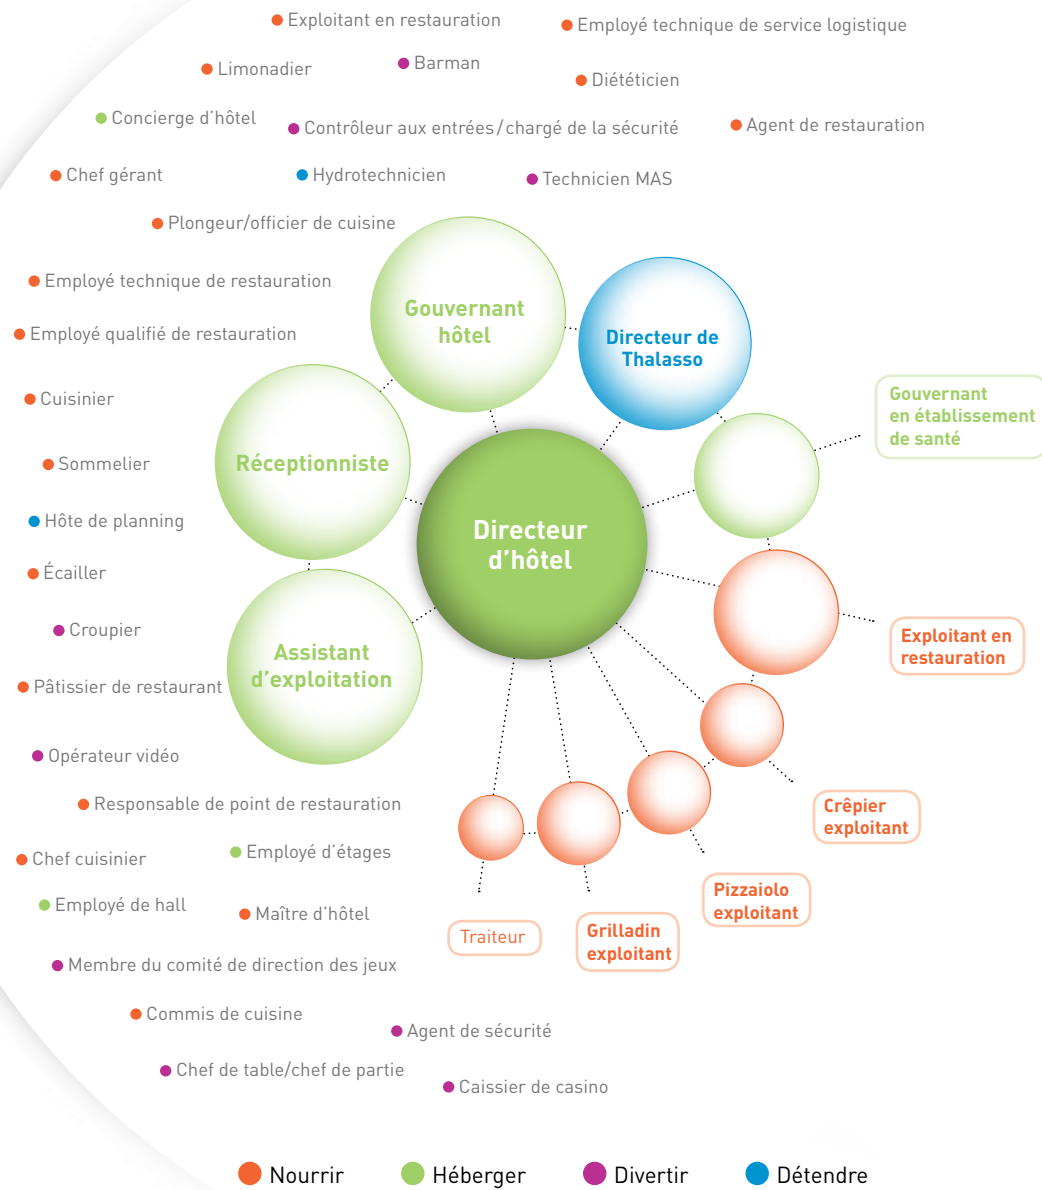 Exploitant en restauration
Employé technique de service logistique
Limonadier
Barman
Diététicien
Concierge d'hôtel
Contrôleur aux entrées/chargé de la sécurité
Agent de restauration
Chef gérant
Hydrotechnicien
Technicien MAS
Plongeur/officier de cuisine
Employé technique de restauration
Gouvernant
hôtel
Employé qualifié de restauration
Directeur de
Thalasso
Cuisinier
Gouvernant
en établissement
de santé
Sommelier
Réceptionniste
Hôte de planning
Directeur
d'hôtel
Écailler
Croupier
Exploitant en
restauration
Assistant
d'exploitation
Pâtissier de restaurant
Opérateur vidéo
Responsable de point de restauration
Crêpier
exploitant
Chef cuisinier
Employé d'étages
Pizzaiolo
exploitant
Employé de hall
Maître d'hôtel
Traiteur
Grilladin
exploitant
Membre du comité de direction des jeux
Commis de cuisine
Agent de sécurité
Chef de table/chef de partie
Caissier de casino
Nourrir
Héberger
Divertir
Détendre